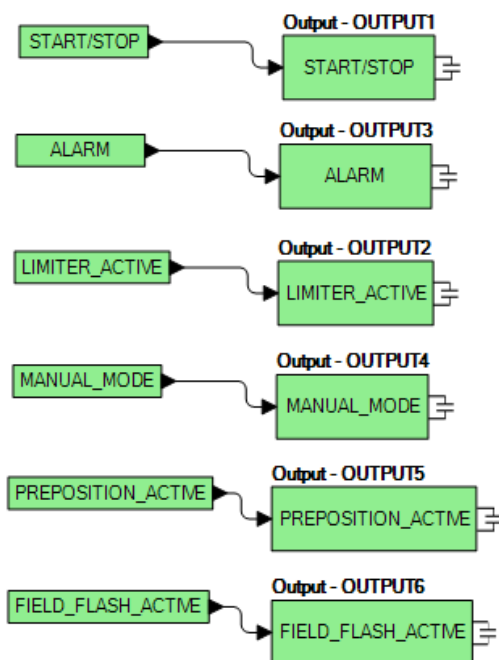 Output - OUTPUT1
START/STOP
START/STOP
Output - OUTPUT3
ALARM
ALARM
Output - OUTPUT2
LIMITER_ACTIVE
LIMITER_ACTIVE
Output - OUTPUT4
MANUAL_MODE
MANUAL_MODE
Output - OUTPUT5
PREPOSITION_ACTIVE
PREPOSITION_ACTIVE
Output - OUTPUT6
FIELD_FLASH_ACTIVE
FIELD_FLASH_ACTIVE